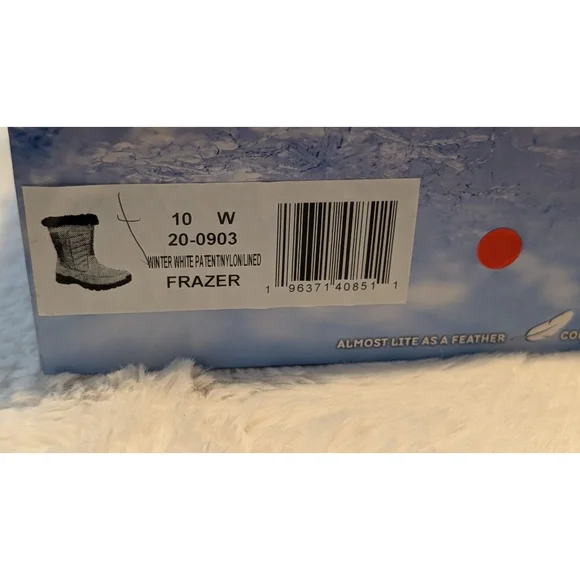 10 W
20-0903
WINTER WHITE PATENT/NYLON/LINED
FRAZER
1 96371 40851 1
ALMOST LITE AS A FEATHER